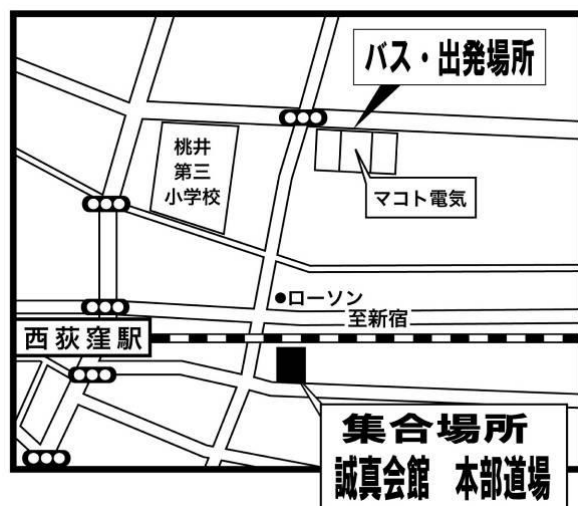 バス・出発場所
桃井
第三
小学校
マコト電気
ローソン
至新宿
西荻窪駅
集合場所
誠真会館 本部道場